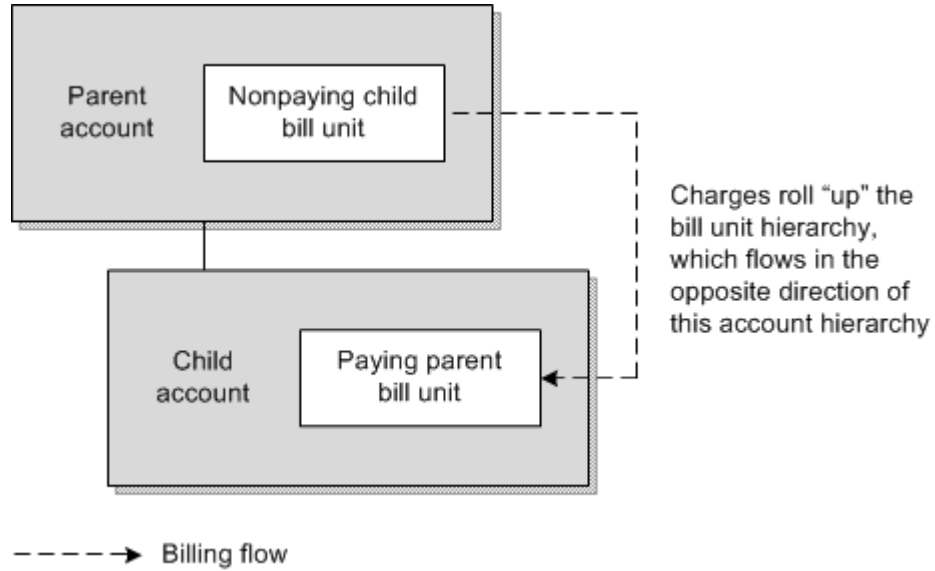 Parent
account
Nonpaying child
bill unit
Charges roll “up" the
bill unit hierarchy,
which flows in the
opposite direction of
this account hierarchy
Child
account
Paying parent
bill unit
Billing flow